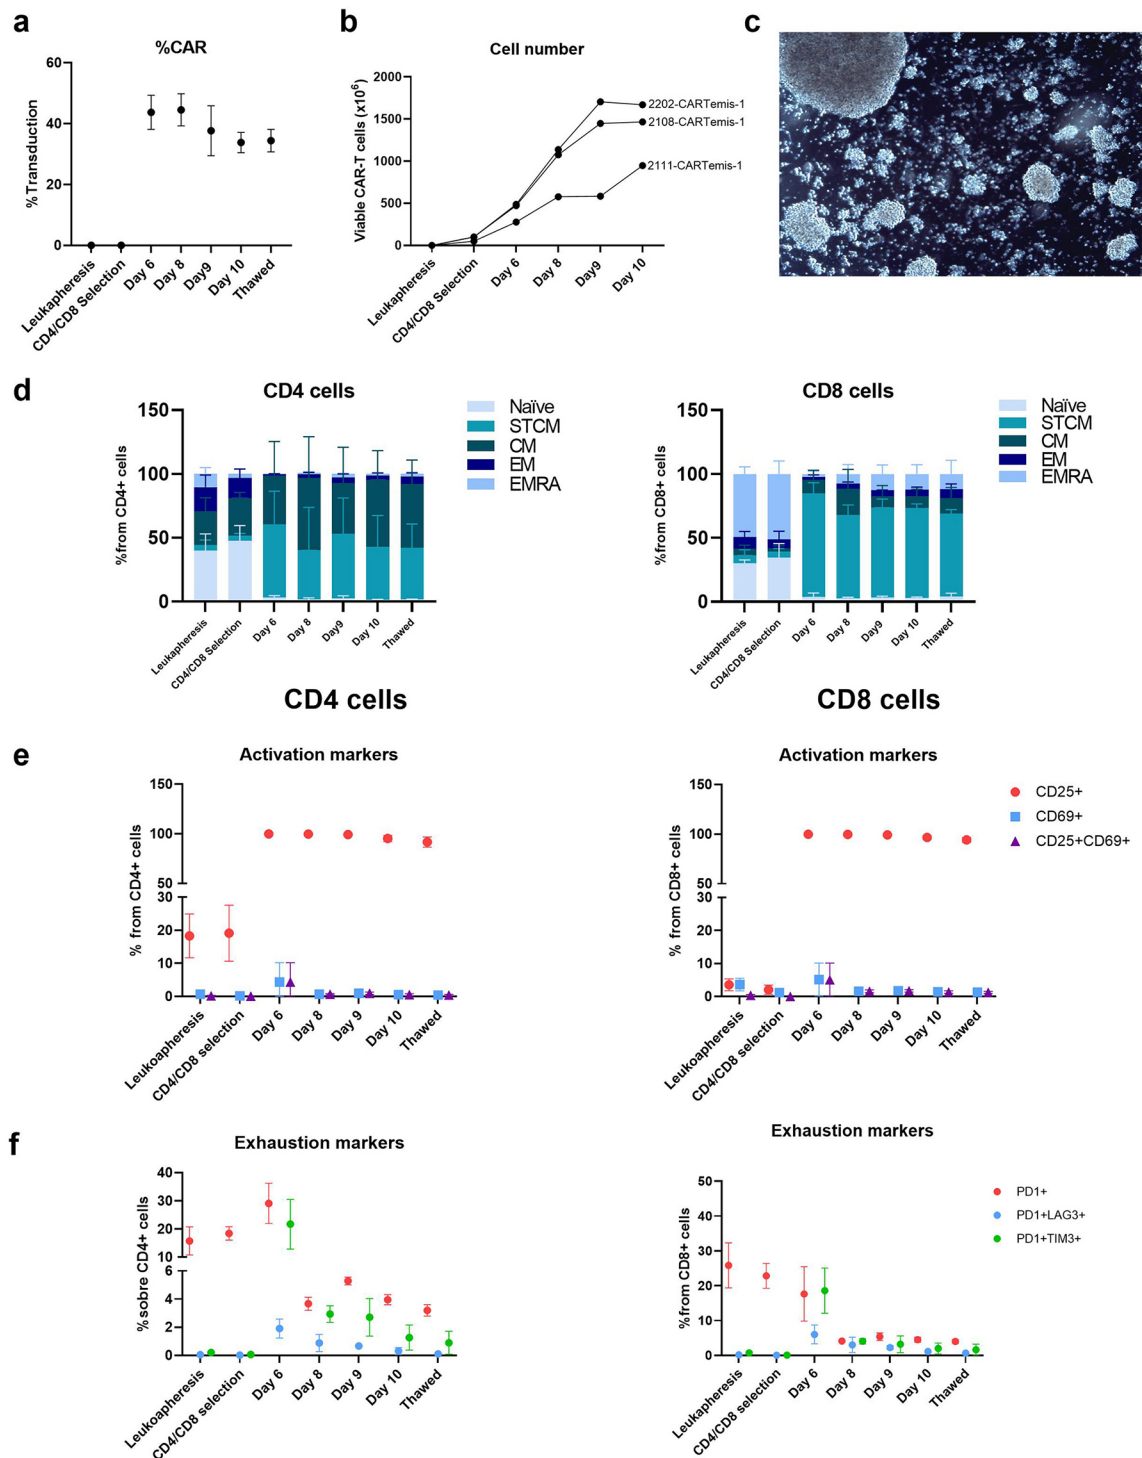 a
%CAR
%Transduction
60
40
20
0
Leukapheresis
CD4/CD8 Selection
Day 6
Day 8
Day9
Day 10
Thawed
b
Cell number
Viable CAR-T cells (x10⁶)
2000
1500
1000
500
0
2202-CARTemis-1
2108-CARTemis-1
2111-CARTemis-1
Leukapheresis
CD4/CD8 Selection
Day 6
Day 8
Day9
Day 10
c
d
CD4 cells
%from CD4+ cells
150
100
50
0
Leukapheresis
CD4/CD8 Selection
Day 6
Day 8
Day9
Day 10
Thawed
Naïve
STCM
CM
EM
EMRA
CD8 cells
%from CD8+ cells
150
100
50
0
Leukapheresis
CD4/CD8 Selection
Day 6
Day 8
Day9
Day 10
Thawed
Naïve
STCM
CM
EM
EMRA
CD4 cells
CD8 cells
e
Activation markers
% from CD4+ cells
150
100
50
30
20
10
0
Leukoapheresis
CD4/CD8 selection
Day 6
Day 8
Day 9
Day 10
Thawed
Activation markers
% from CD8+ cells
150
100
50
30
20
10
0
Leukoapheresis
CD4/CD8 selection
Day 6
Day 8
Day 9
Day 10
Thawed
CD25+
CD69+
CD25+CD69+
f
Exhaustion markers
%sobre CD4+ cells
40
30
20
10
6
4
2
0
Leukoapheresis
CD4/CD8 selection
Day 6
Day 8
Day 9
Day 10
Thawed
Exhaustion markers
%from CD8+ cells
50
40
30
20
10
0
Leukapheresis
CD4/CD8 selection
Day 6
Day 8
Day 9
Day 10
Thawed
PD1+
PD1+LAG3+
PD1+TIM3+